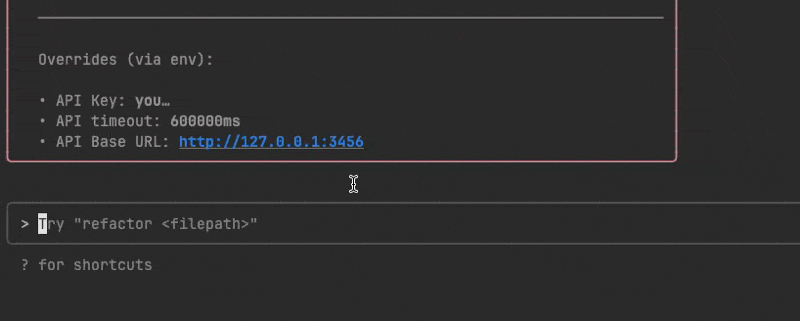 Overrides (via env):
• API Key: you…
• API timeout: 600000ms
• API Base URL: http://127.0.0.1:3456
> Try "refactor <filepath>"
? for shortcuts